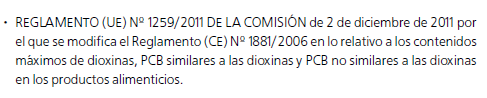 • REGLAMENTO (UE) Nº 1259/2011 DE LA COMISIÓN de 2 de diciembre de 2011 por
el que se modifica el Reglamento (CE) Nº 1881/2006 en lo relativo a los contenidos
máximos de dioxinas, PCB similares a las dioxinas y PCB no similares a las dioxinas
en los productos alimenticios.